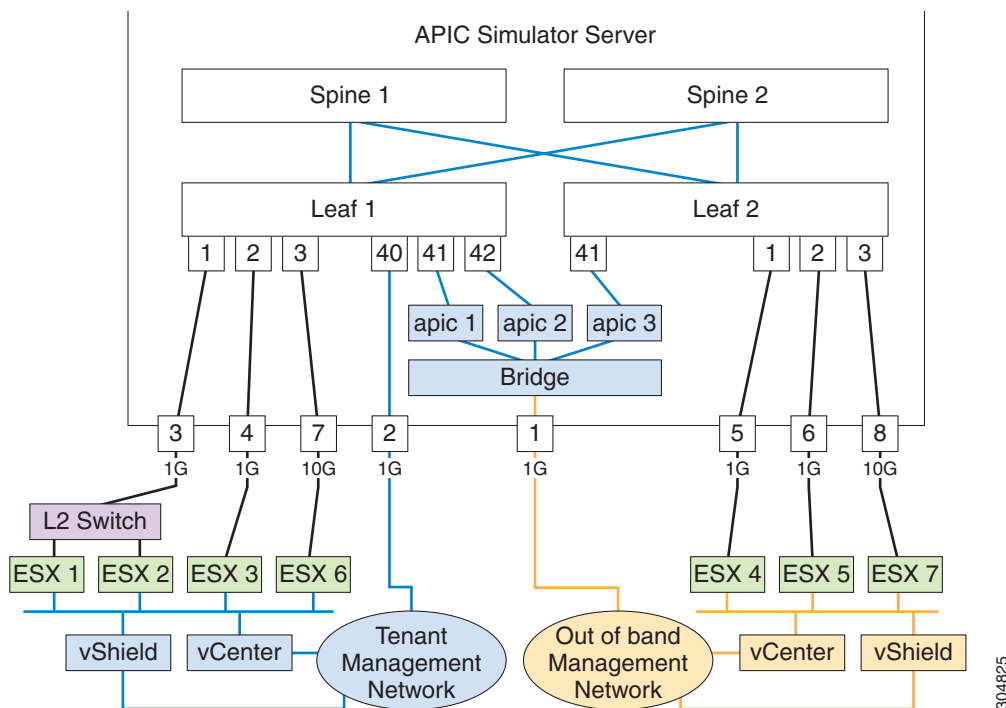 APIC Simulator Server
Spine 1
Spine 2
Leaf 1
Leaf 2
1
2
3
40
41
42
41
1
2
3
apic 1
apic 2
apic 3
Bridge
3
4
7
2
1
5
6
8
1G
1G
10G
1G
1G
1G
1G
10G
L2 Switch
ESX 1
ESX 2
ESX 3
ESX 6
ESX 4
ESX 5
ESX 7
vShield
vCenter
Tenant
Management
Network
Out of band
Management
Network
vCenter
vShield
304825